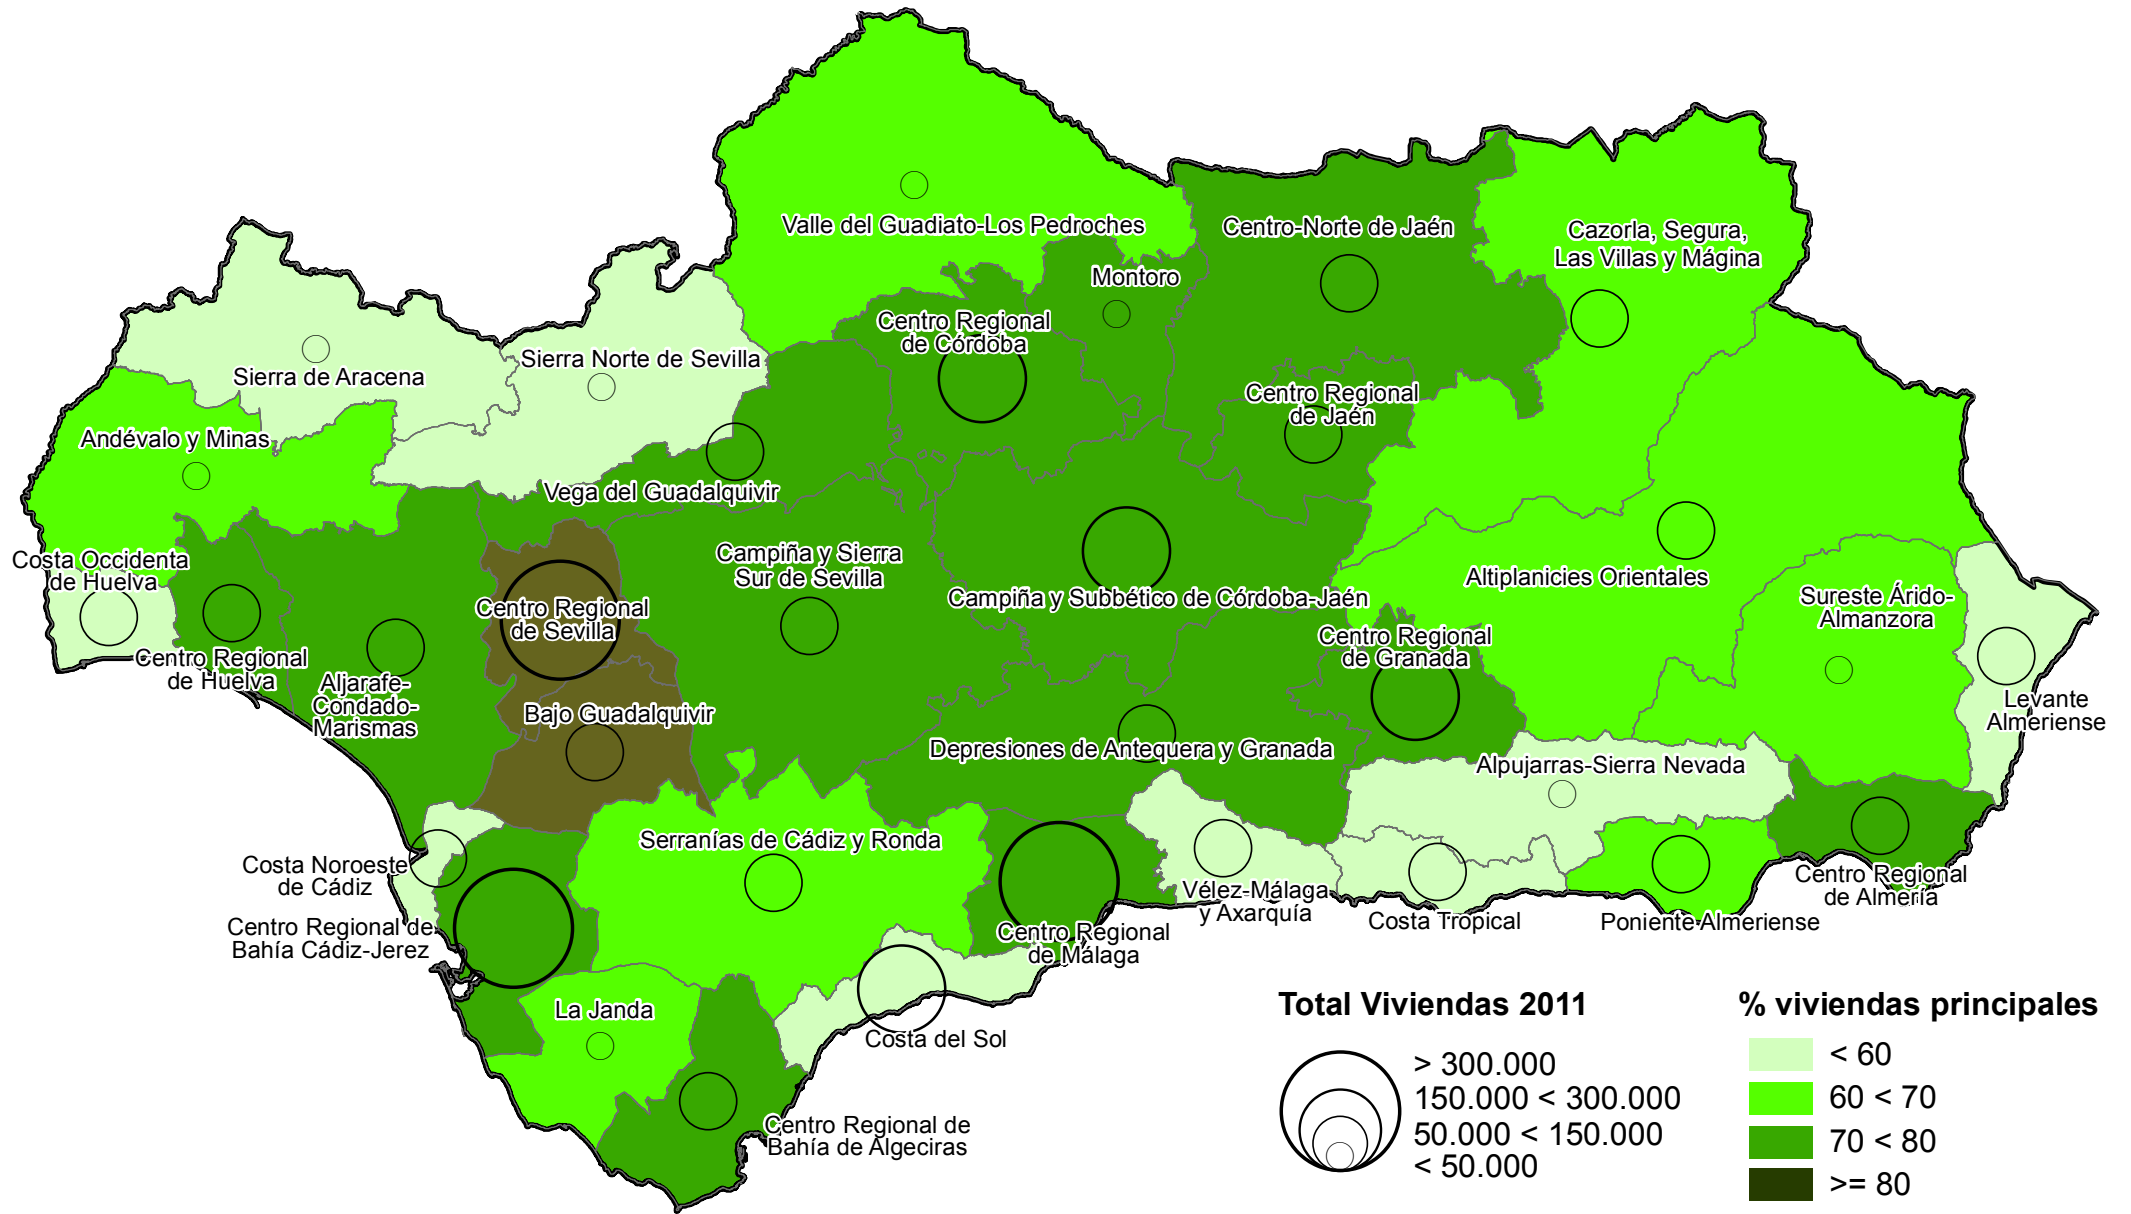 Valle del Guadiato-Los Pedroches
Centro-Norte de Jaén
Cazorla, Segura,
Las Villas y Mágina
Montoro
Centro Regional
de Córdoba
Sierra Norte de Sevilla
Sierra de Aracena
Centro Regional
de Jaén
Andévalo y Minas
Vega del Guadalquivir
Costa Occidenta
de Huelva
Campiña y Sierra
Sur de Sevilla
Altiplanicies Orientales
Campiña y Subbético de Córdoba-Jaén
Sureste Árido-
Almanzora
Centro Regional
de Sevilla
Centro Regional
de Granada
Centro Regional
de Huelva
Aljarafe-
Condado-
Marismas
Levante
Almeriense
Bajo Guadalquivir
Depresiones de Antequera y Granada
Alpujarras-Sierra Nevada
Serranías de Cádiz y Ronda
Costa Noroeste
de Cádiz
Vélez-Málaga
y Axarquía
Centro Regional
de Almería
Costa Tropical
Poniente Almeriense
Centro Regional de
Bahía Cádiz-Jerez
Centro Regional
de Málaga
La Janda
Costa del Sol
Centro Regional de
Bahía de Algeciras
Total Viviendas 2011
> 300.000
150.000 < 300.000
50.000 < 150.000
< 50.000
% viviendas principales
< 60
60 < 70
70 < 80
>= 80